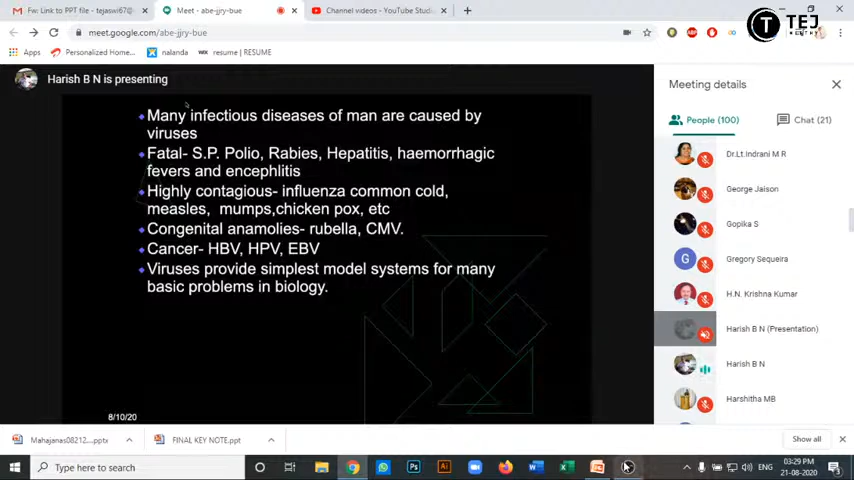 Fw: Link to PPT file - tejaswi67@
Meet - abe-jjry-bue
Channel videos - YouTube Studi
meet.google.com/abe-jjry-bue
TEJ
Apps
Personalized Home...
nalanda
wix resume | RESUME
Harish B N is presenting
Many infectious diseases of man are caused by
viruses
Fatal- S.P. Polio, Rabies, Hepatitis, haemorrhagic
fevers and encephlitis
Highly contagious- influenza common cold,
measles, mumps,chicken pox, etc
Congenital anamolies- rubella, CMV.
Cancer- HBV, HPV, EBV
Viruses provide simplest model systems for many
basic problems in biology.
8/10/20
Meeting details
People (100)
Chat (21)
Dr.Lt.Indrani M R
George Jaison
Gopika S
G
Gregory Sequeira
H.N. Krishna Kumar
Harish B N (Presentation)
Harish B N
Harshitha MB
Mahajanas08212....pptx
FINAL KEY NOTE.ppt
Show all
Type here to search
ENG
03:29 PM
21-08-2020